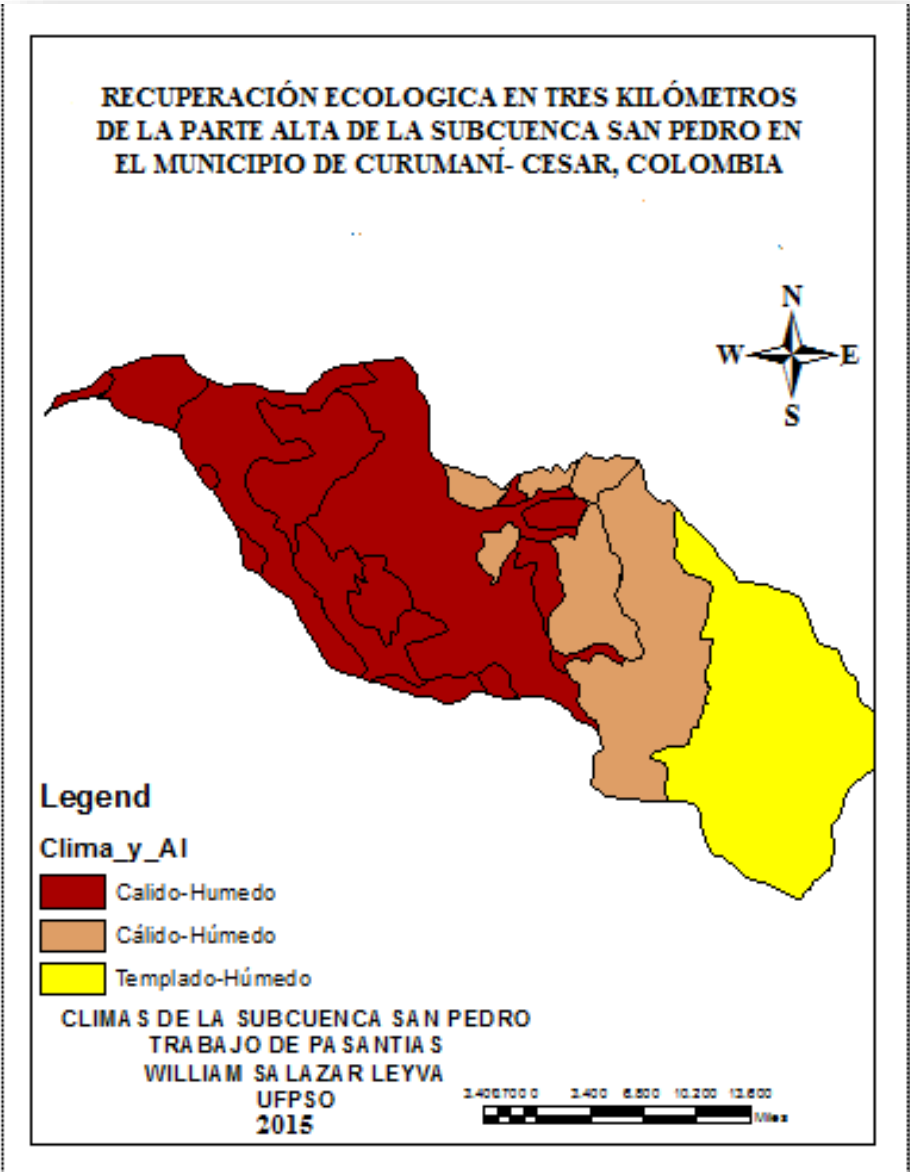 RECUPERACIÓN ECOLOGICA EN TRES KILÓMETROS
DE LA PARTE ALTA DE LA SUBCUENCA SAN PEDRO EN
EL MUNICIPIO DE CURUMANÍ- CESAR, COLOMBIA
N
W E
S
Legend
Clima_y_Al
Calido-Humedo
Cálido-Húmedo
Templado-Húmedo
CLIMAS DE LA SUBCUENCA SAN PEDRO
TRABAJO DE PASANTIAS
WILLIAM SALAZAR LEYVA
UFPSO
2015
3.400 6.800 10.200 13.600
Miles